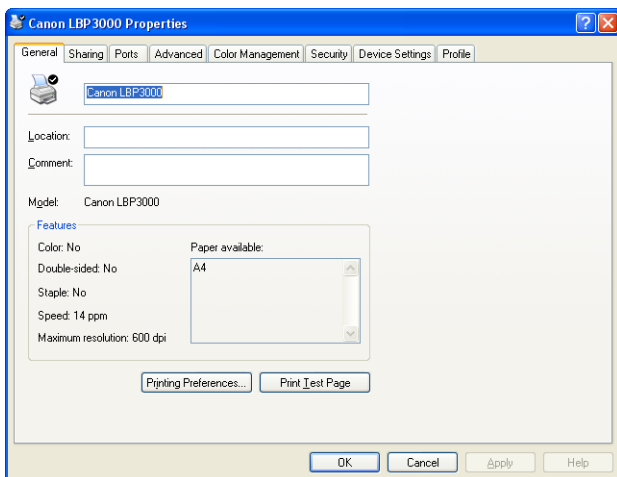 Canon LBP3000 Properties
General Sharing Ports Advanced Color Management Security Device Settings Profile
Canon LBP3000
Location:
Comment:
Model: Canon LBP3000
Features
Color: No Paper available:
Double-sided: No A4
Staple: No
Speed: 14 ppm
Maximum resolution: 600 dpi
Printing Preferences... Print Test Page
OK Cancel Apply Help